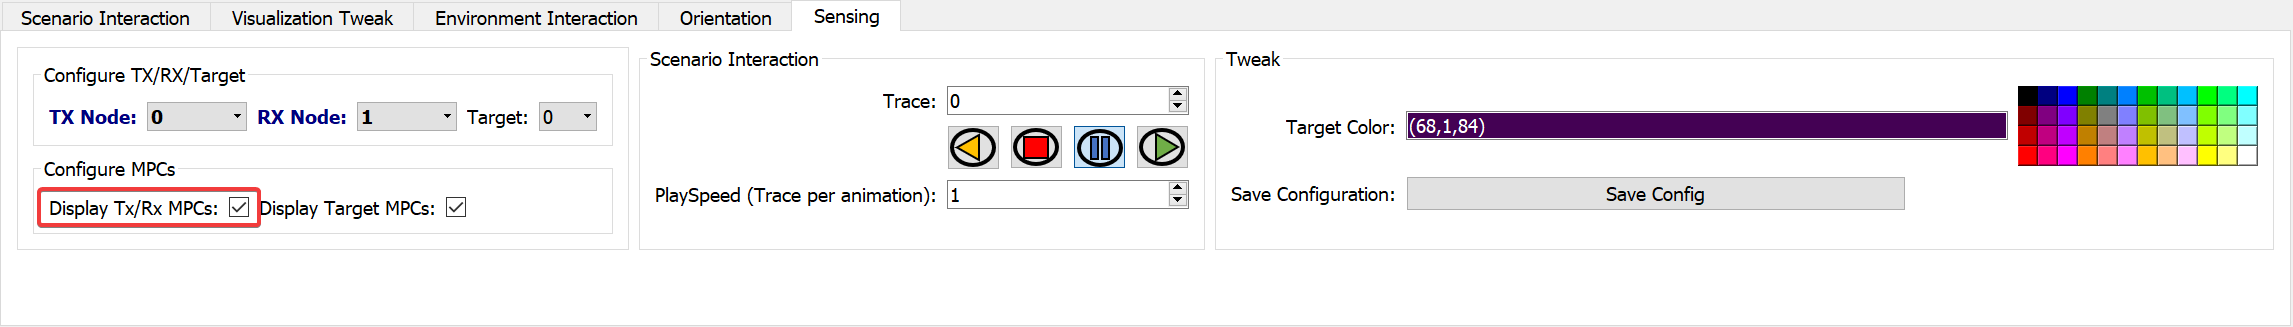 Scenario Interaction
Visualization Tweak
Environment Interaction
Orientation
Sensing
Configure TX/RX/Target
TX Node: 0
RX Node: 1
Target: 0
Configure MPCs
Display Tx/Rx MPCs:
Display Target MPCs:
Scenario Interaction
Trace: 0
PlaySpeed (Trace per animation): 1
Tweak
Target Color: (68,1,84)
Save Configuration: Save Config